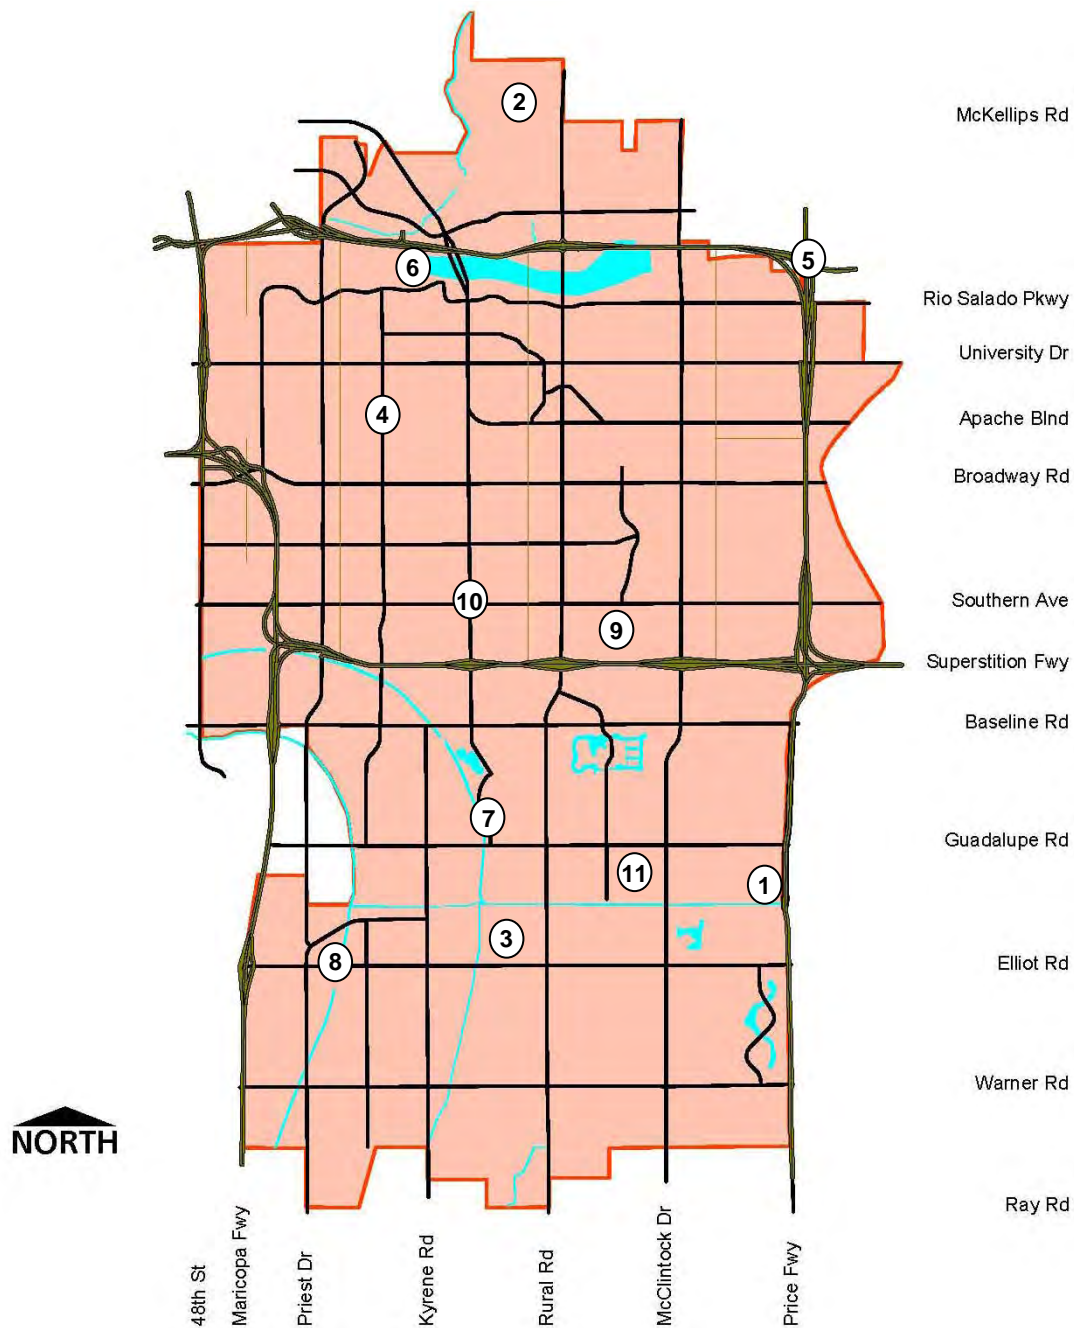 2
McKellips Rd
5
6
Rio Salado Pkwy
University Dr
4
Apache Blnd
Broadway Rd
10
Southern Ave
9
Superstition Fwy
Baseline Rd
7
Guadalupe Rd
11
1
3
8
Elliot Rd
Warner Rd
NORTH
Ray Rd
48th St
Maricopa Fwy
Priest Dr
Kyrene Rd
Rural Rd
McClintock Dr
Price Fwy